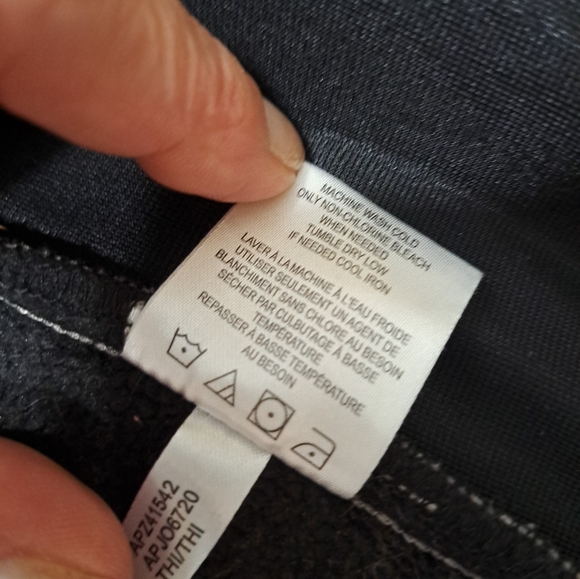 MACHINE WASH COLD
ONLY NON-CHLORINE BLEACH
WHEN NEEDED
TUMBLE DRY LOW
IF NEEDED COOL IRON
LAVER À LA MACHINE À L'EAU FROIDE
UTILISER SEULEMENT UN AGENT DE
BLANCHIMENT SANS CHLORE AU BESOIN
SÉCHER PAR CULBUTAGE À BASSE
TEMPÉRATURE
REPASSER À BASSE TEMPÉRATURE
AU BESOIN
APZ41542
APJO6720
THI/THI